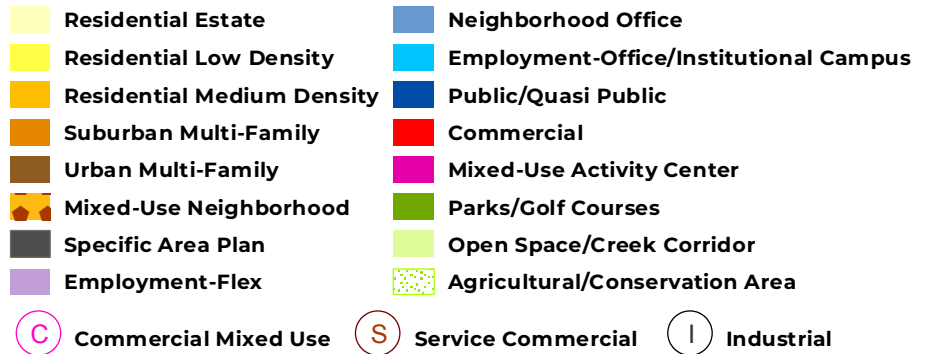 Residential Estate
Residential Low Density
Residential Medium Density
Suburban Multi-Family
Urban Multi-Family
Mixed-Use Neighborhood
Specific Area Plan
Employment-Flex
Neighborhood Office
Employment-Office/Institutional Campus
Public/Quasi Public
Commercial
Mixed-Use Activity Center
Parks/Golf Courses
Open Space/Creek Corridor
Agricultural/Conservation Area
C Commercial Mixed Use
S Service Commercial
I Industrial